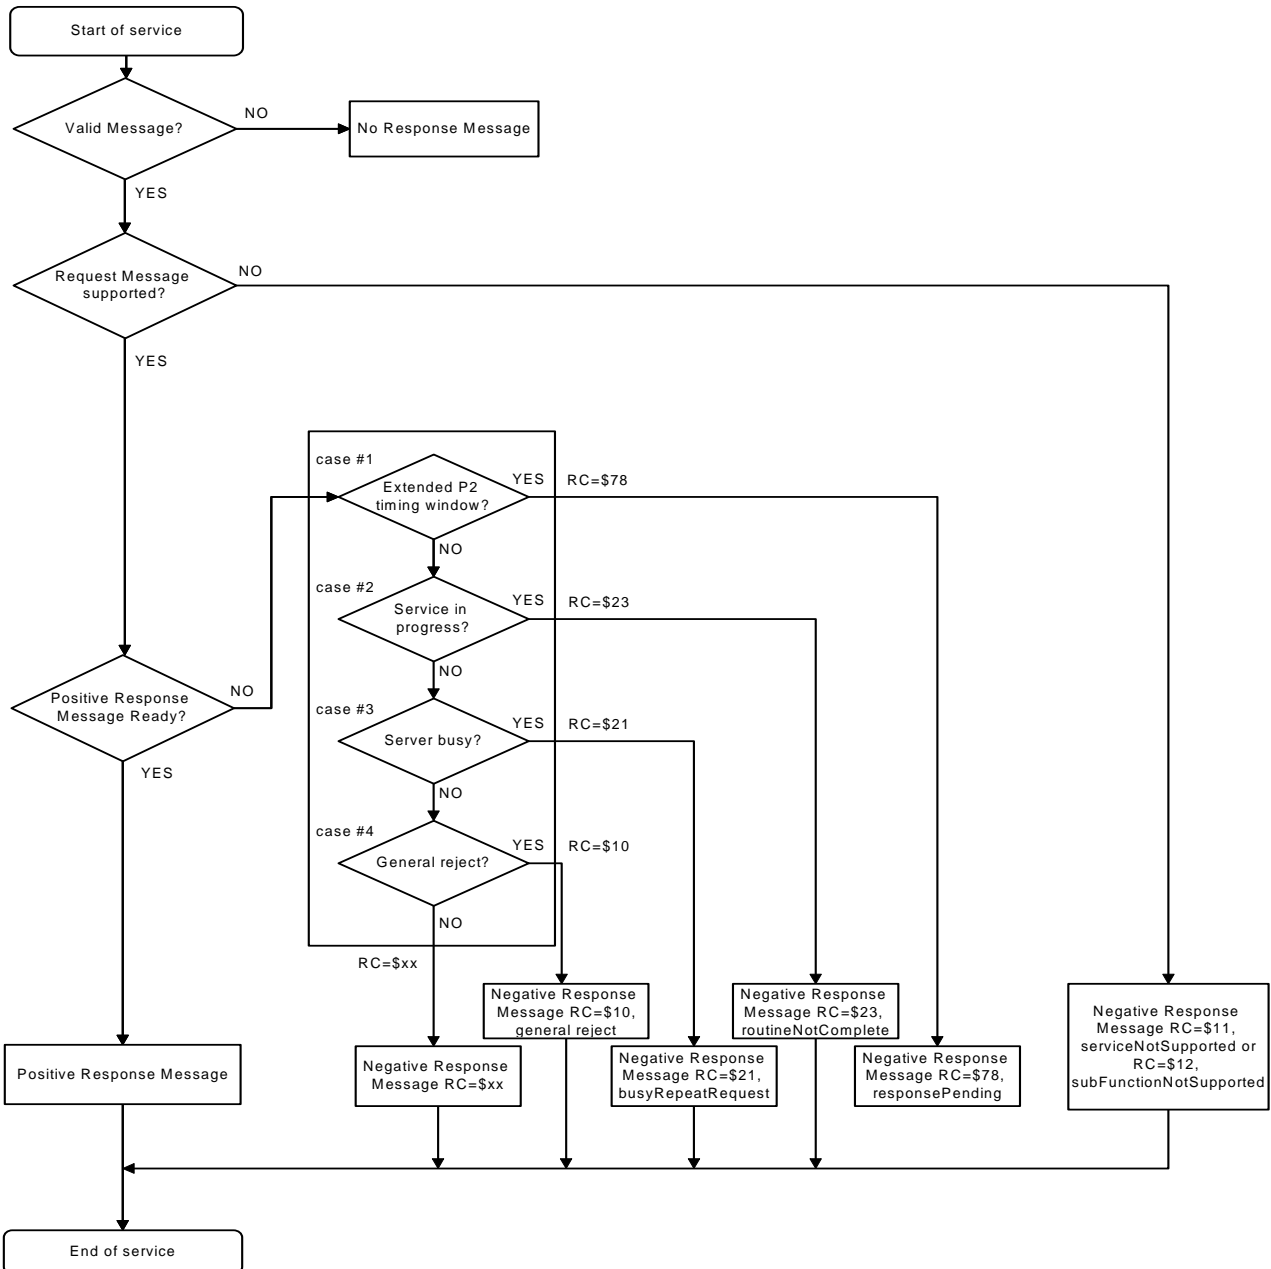 Start of service
Valid Message?
NO
No Response Message
YES
Request Message
supported?
NO
YES
case #1
Extended P2
timing window?
YES
RC=$78
NO
case #2
Service in
progress?
YES
RC=$23
NO
Positive Response
Message Ready?
NO
YES
case #3
Server busy?
YES
RC=$21
NO
case #4
General reject?
YES
RC=$10
NO
RC=$xx
Negative Response
Message RC=$10,
general reject
Negative Response
Message RC=$23,
routineNotComplete
Negative Response
Message RC=$11,
serviceNotSupported or
RC=$12,
subFunctionNotSupported
Positive Response Message
Negative Response
Message RC=$xx
Negative Response
Message RC=$21,
busyRepeatRequest
Negative Response
Message RC=$78,
responsePending
End of service